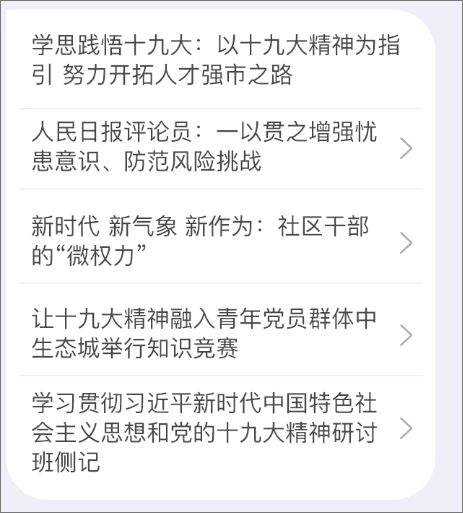 学思践悟十九大：以十九大精神为指
引 努力开拓人才强市之路
人民日报评论员：一以贯之增强忧
患意识、防范风险挑战
新时代 新气象 新作为：社区干部
的“微权力”
让十九大精神融入青年党员群体中
生态城举行知识竞赛
学习贯彻习近平新时代中国特色社
会主义思想和党的十九大精神研讨
班侧记